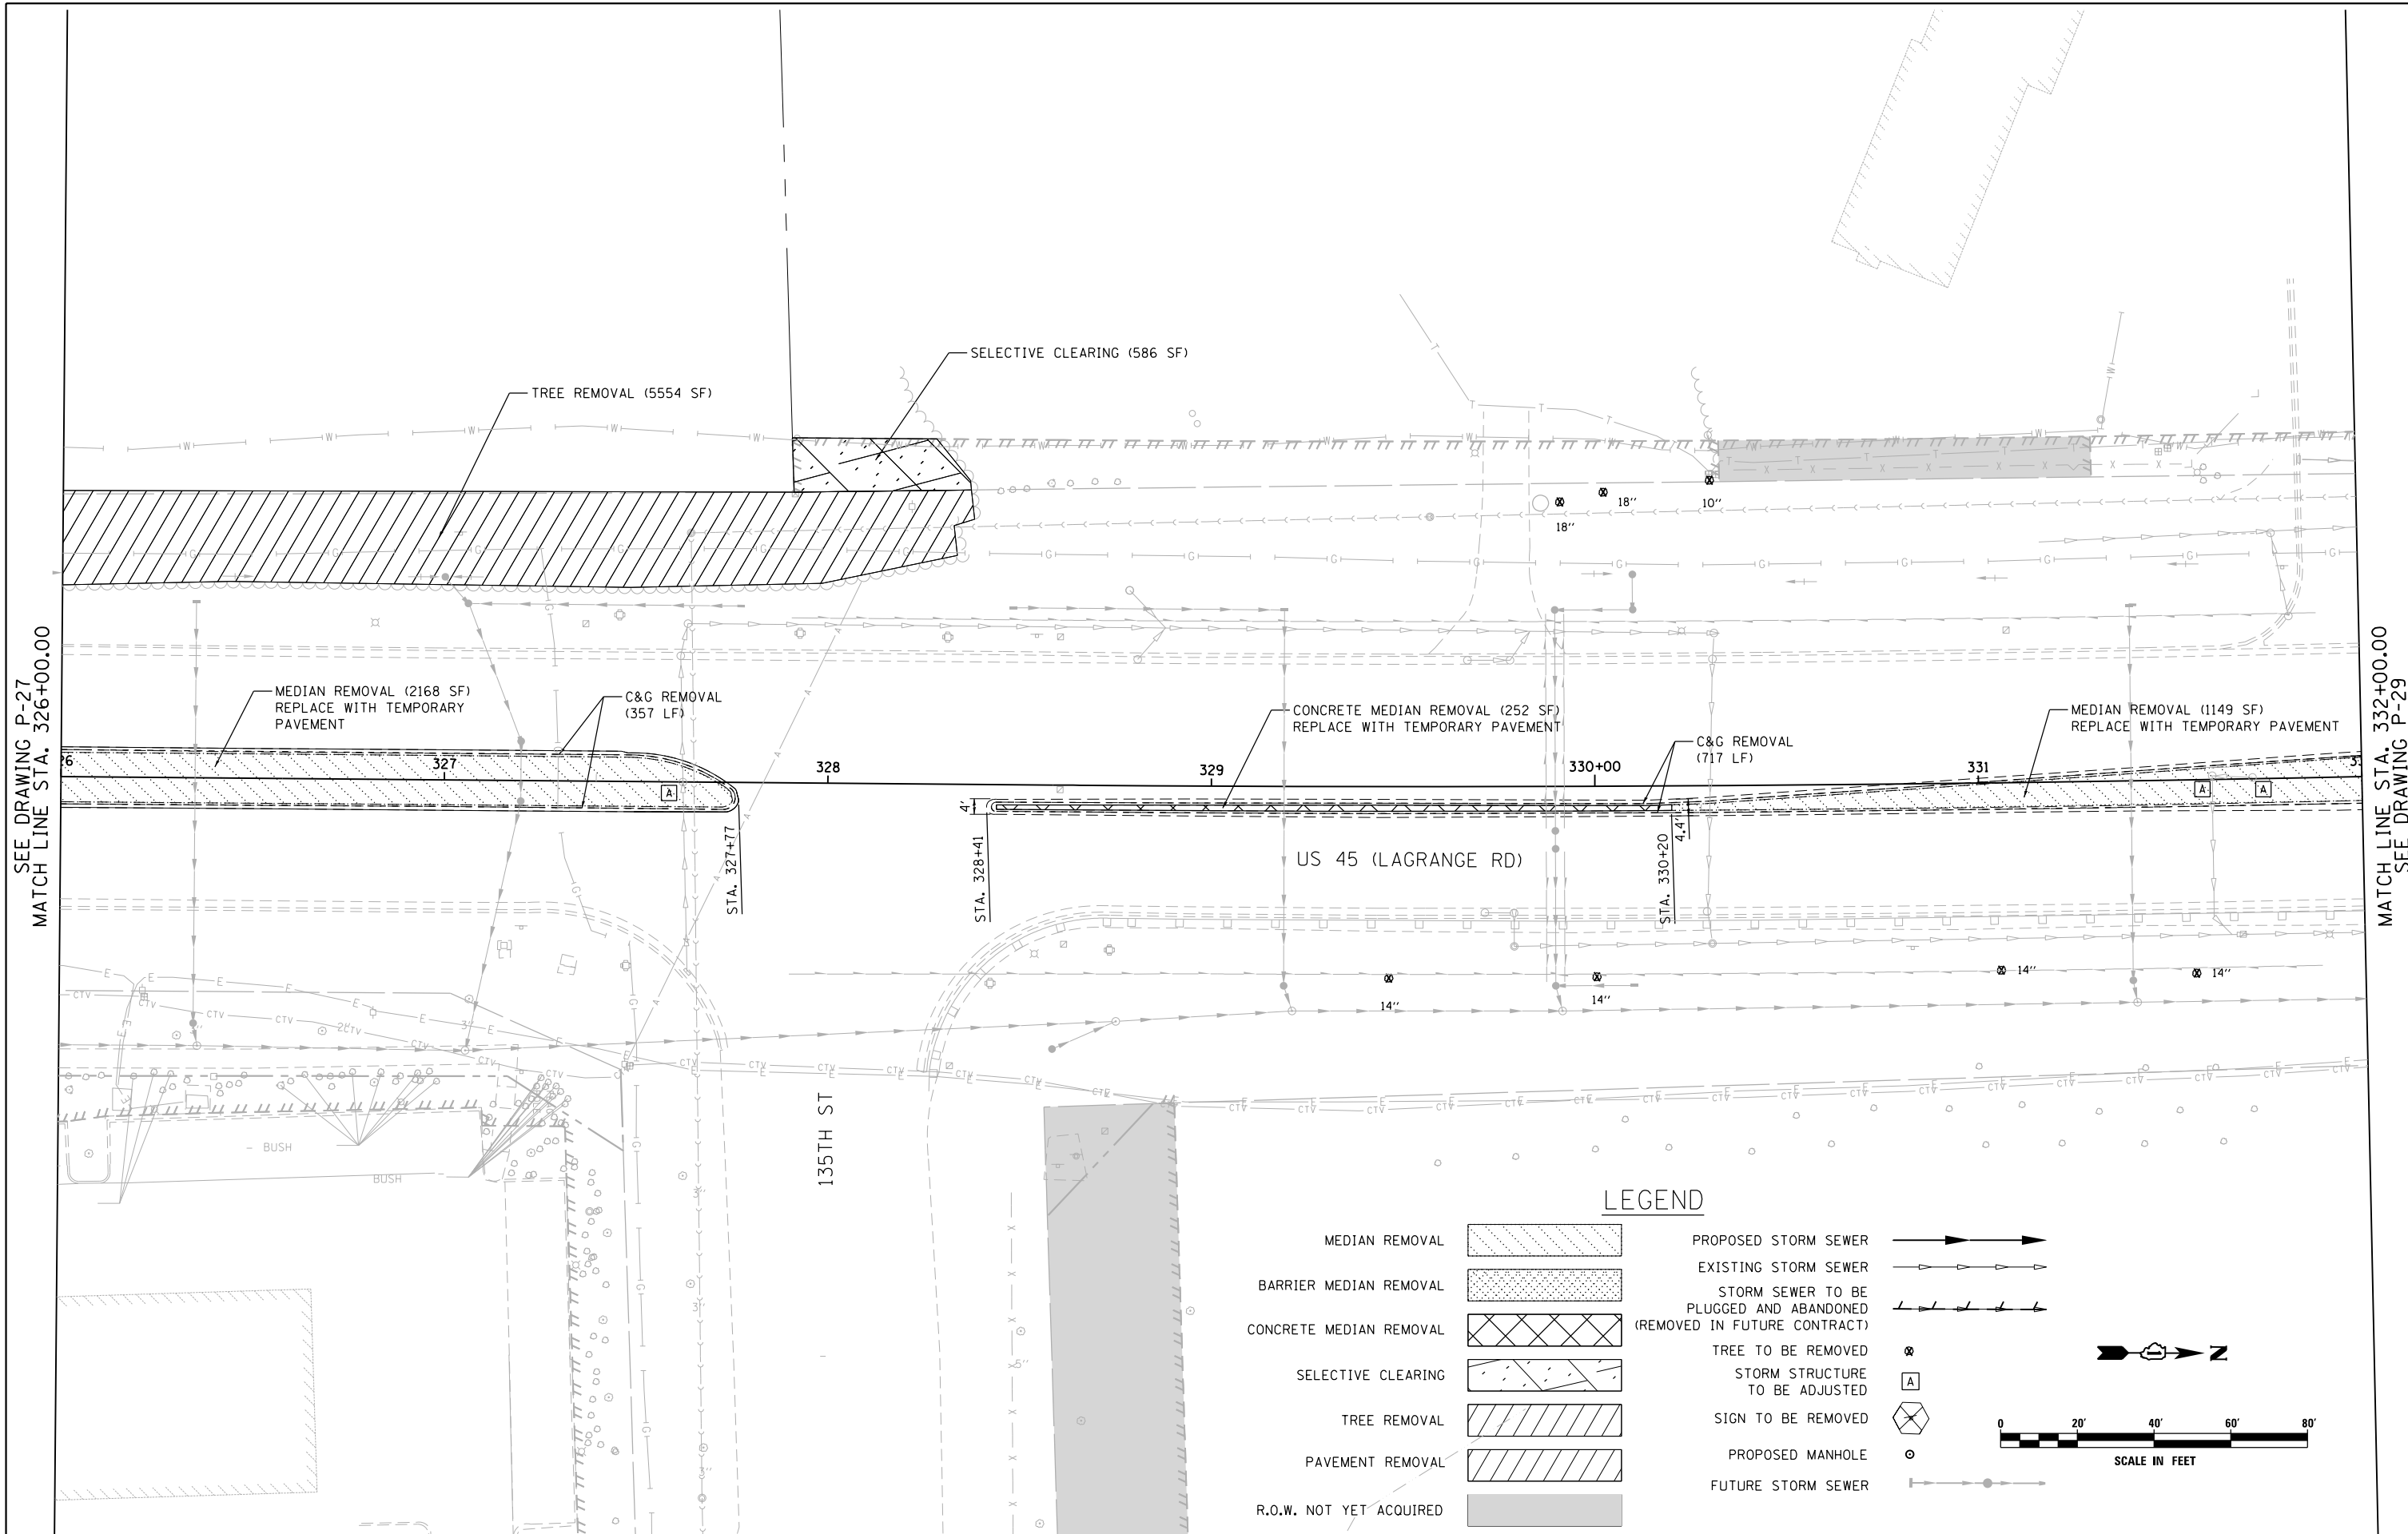 SELECTIVE CLEARING (586 SF)
TREE REMOVAL (5554 SF)
18''
18''
10''
SEE DRAWING P-27
MATCH LINE STA. 326+00.00
MEDIAN REMOVAL (2168 SF)
REPLACE WITH TEMPORARY
PAVEMENT
C&G REMOVAL
(357 LF)
CONCRETE MEDIAN REMOVAL (252 SF)
REPLACE WITH TEMPORARY PAVEMENT
C&G REMOVAL
(717 LF)
MEDIAN REMOVAL (1149 SF)
REPLACE WITH TEMPORARY PAVEMENT
MATCH LINE STA. 332+00.00
SEE DRAWING P-29
26
327
328
329
330+00
331
33
A
A
A
4'
4.4'
STA. 327+77
STA. 328+41
STA. 330+20
US 45 (LAGRANGE RD)
14''
14''
14''
14''
135TH ST
BUSH
BUSH
LEGEND
MEDIAN REMOVAL
BARRIER MEDIAN REMOVAL
CONCRETE MEDIAN REMOVAL
SELECTIVE CLEARING
TREE REMOVAL
PAVEMENT REMOVAL
R.O.W. NOT YET ACQUIRED
PROPOSED STORM SEWER
EXISTING STORM SEWER
STORM SEWER TO BE
PLUGGED AND ABANDONED
(REMOVED IN FUTURE CONTRACT)
TREE TO BE REMOVED
STORM STRUCTURE
TO BE ADJUSTED
A
SIGN TO BE REMOVED
PROPOSED MANHOLE
FUTURE STORM SEWER
N
0 20' 40' 60' 80'
SCALE IN FEET